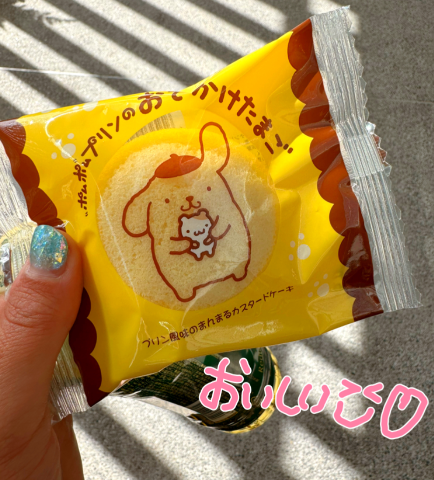 ポムポムプリンのおでかけたまご
プリン風味のまんまるカスタードケーキ
おいしいさ